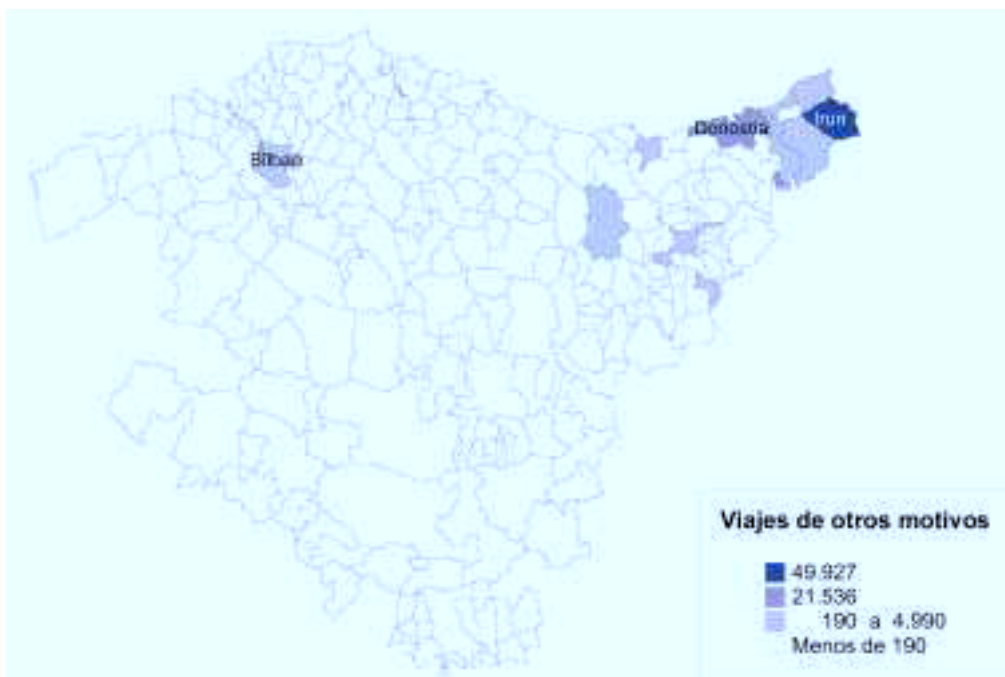 Irun
Donostia
Bilbao
Viajes de otros motivos
49.927
21.536
190 a 4.990
Menos de 190